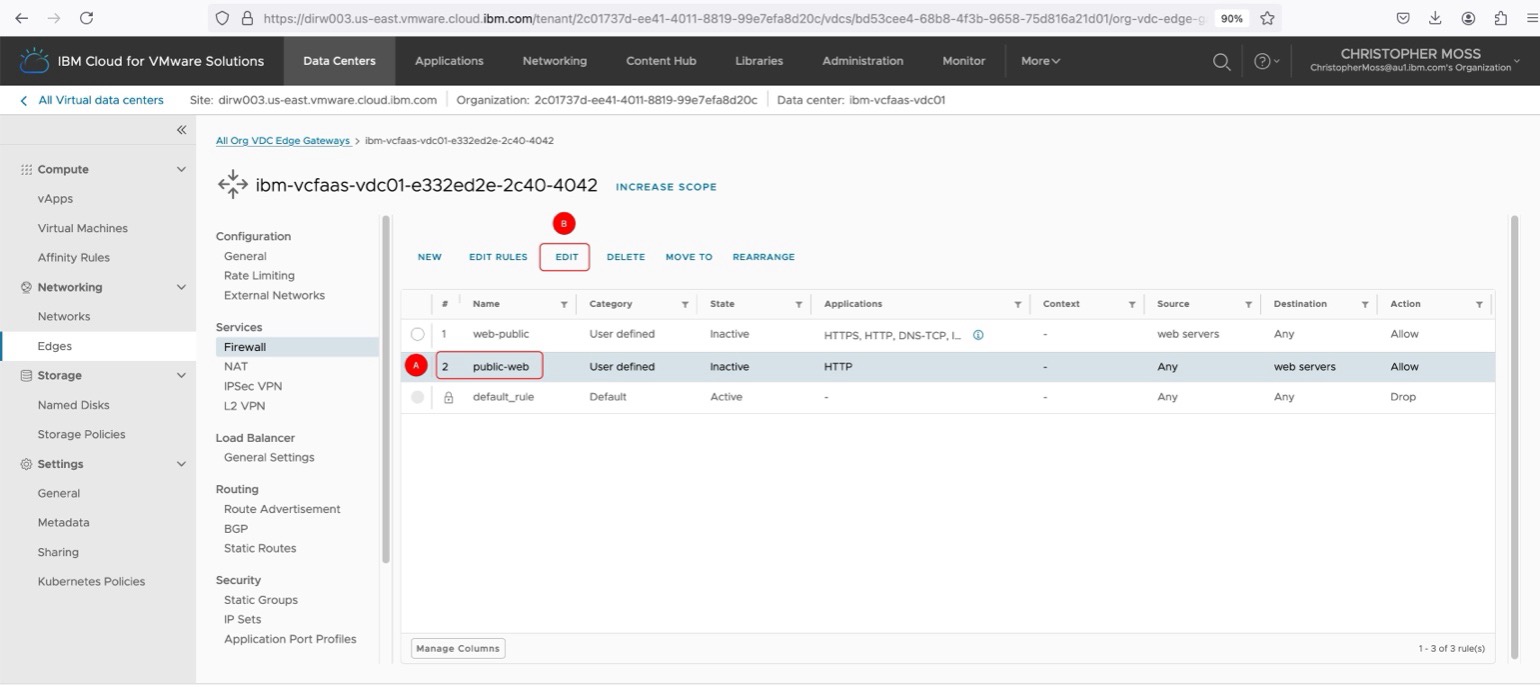 https://dirw003.us-east.vmware.cloud.ibm.com/tenant/2c01737d-ee41-4011-8819-99e7efa8d20c/vdcs/bd53cee4-68b8-4f3b-9658-75d816a21d01/org-vdc-edge-g 90%
IBM Cloud for VMware Solutions Data Centers Applications Networking Content Hub Libraries Administration Monitor More CHRISTOPHER MOSS
ChristopherMoss@au1.ibm.com's Organization
All Virtual data centers Site: dirw003.us-east.vmware.cloud.ibm.com Organization: 2c01737d-ee41-4011-8819-99e7efa8d20c Data center: ibm-vcfaas-vdc01
Compute
vApps
Virtual Machines
Affinity Rules
Networking
Networks
Edges
Storage
Named Disks
Storage Policies
Settings
General
Metadata
Sharing
Kubernetes Policies
All Org VDC Edge Gateways > ibm-vcfaas-vdc01-e332ed2e-2c40-4042
ibm-vcfaas-vdc01-e332ed2e-2c40-4042 INCREASE SCOPE
Configuration
General
Rate Limiting
External Networks
Services
Firewall
NAT
IPSec VPN
L2 VPN
Load Balancer
General Settings
Routing
Route Advertisement
BGP
Static Routes
Security
Static Groups
IP Sets
Application Port Profiles
B
NEW EDIT RULES EDIT DELETE MOVE TO REARRANGE
# Name Category State Applications Context Source Destination Action
1 web-public User defined Inactive HTTPS, HTTP, DNS-TCP, I... - web servers Any Allow
A 2 public-web User defined Inactive HTTP - Any web servers Allow
default_rule Default Active - - Any Any Drop
Manage Columns 1 - 3 of 3 rule(s)